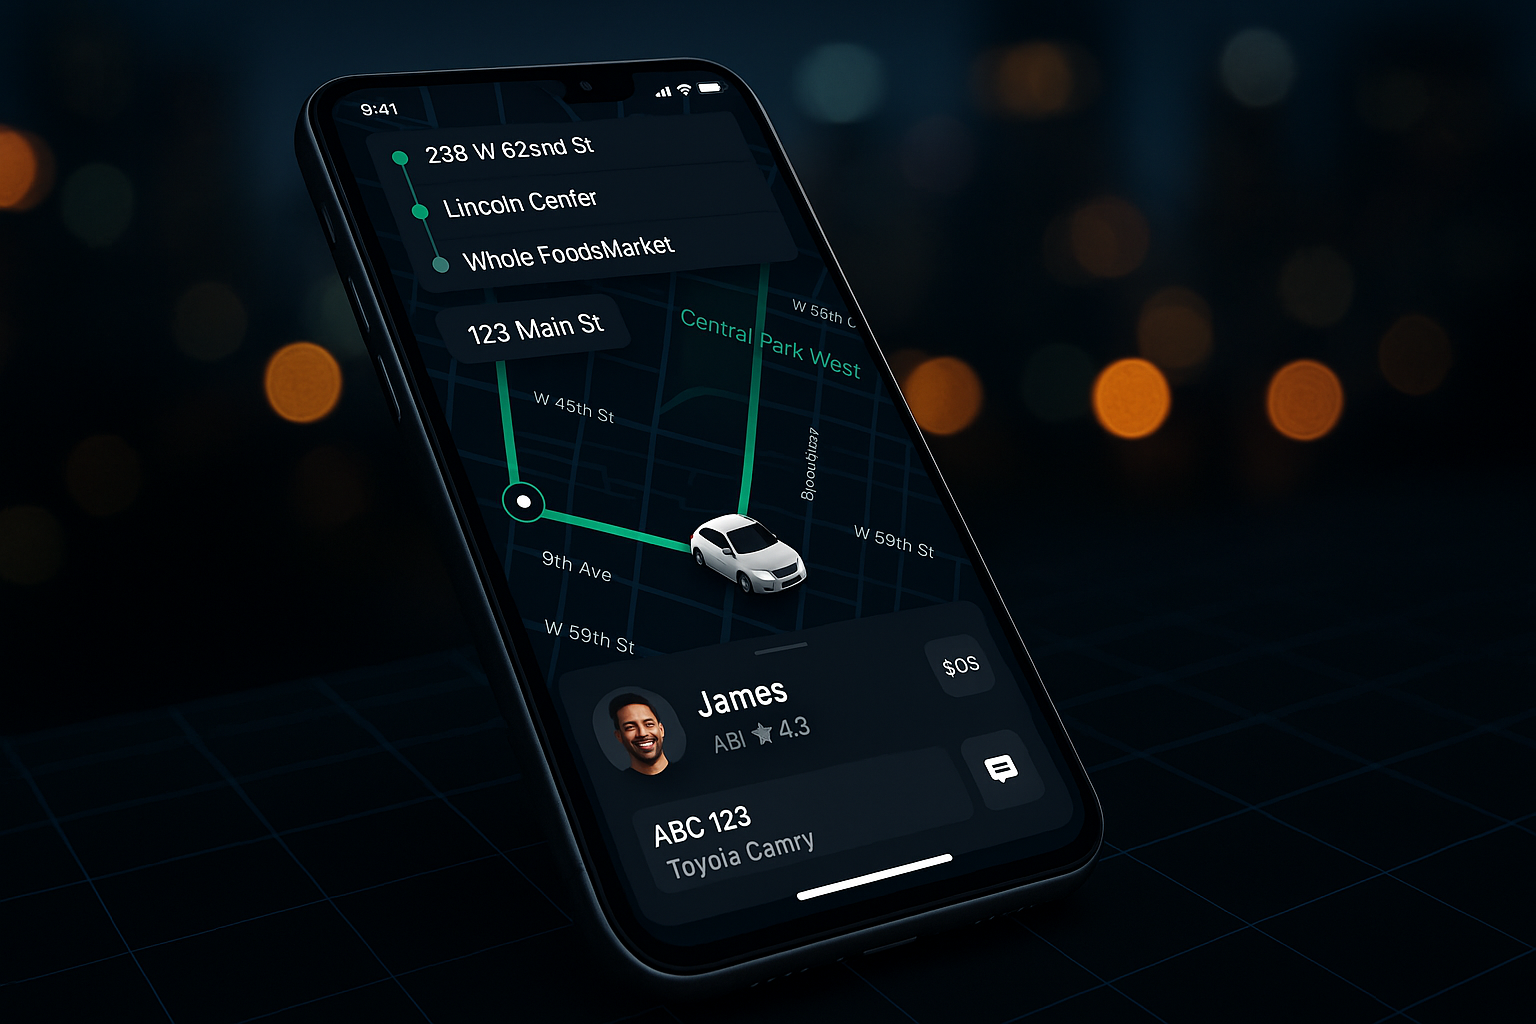 9:41
238 W 62snd St
Lincoln Cenfer
Whole FoodsMarket
123 Main St
W 56th C
Central Park West
W 45th St
W 59th St
9th Ave
W 59th St
James
$OS
ABI ★ 4.3
ABC 123
Toyoia Camry